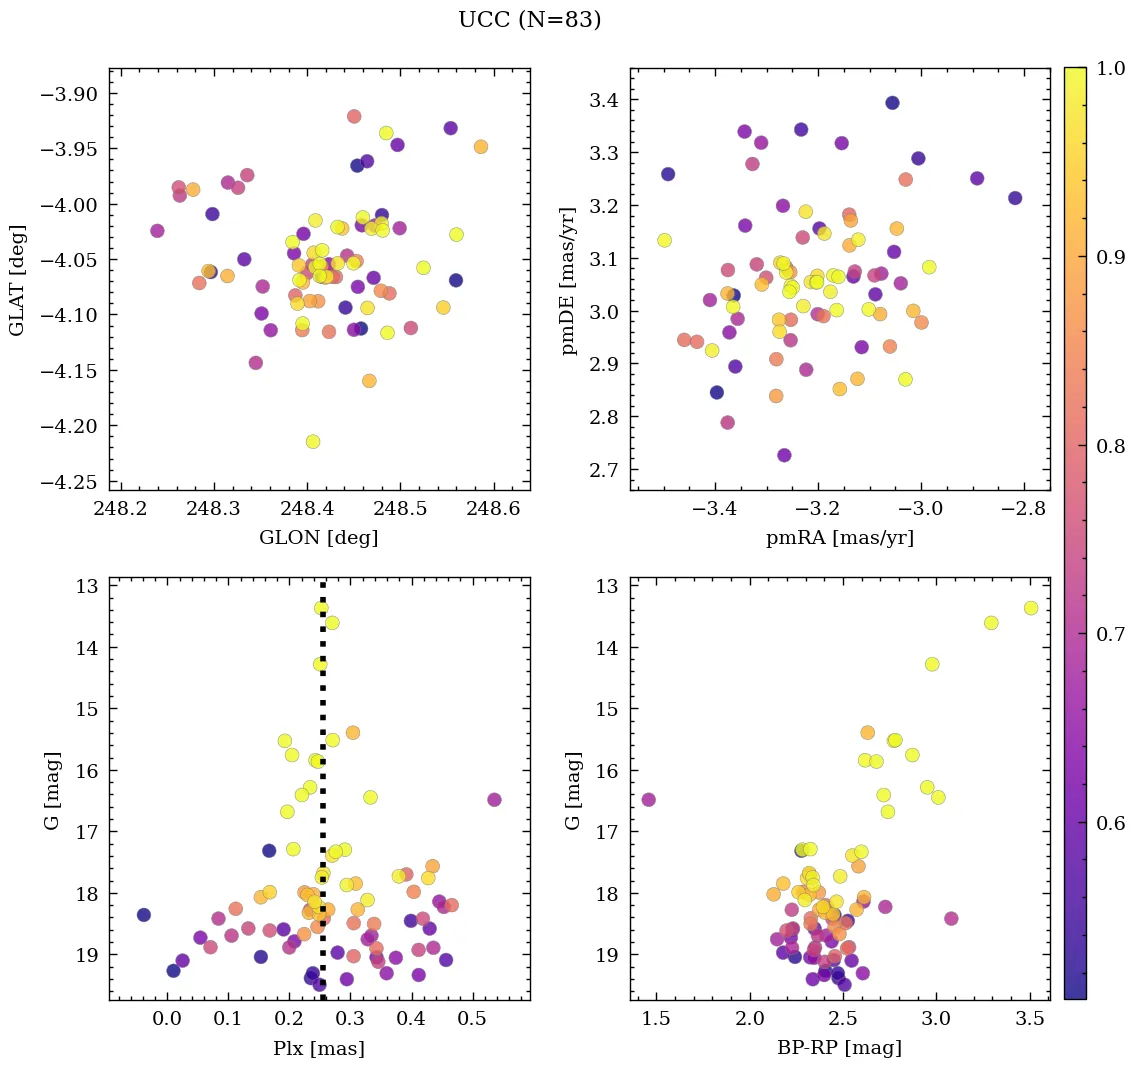 UCC (N=83)
−3.90
−3.95
−4.00
−4.05
−4.10
−4.15
−4.20
−4.25
GLAT [deg]
248.2 248.3 248.4 248.5 248.6
GLON [deg]
3.4
3.3
3.2
3.1
3.0
2.9
2.8
2.7
pmDE [mas/yr]
−3.4 −3.2 −3.0 −2.8
pmRA [mas/yr]
13
14
15
16
17
18
19
G [mag]
0.0 0.1 0.2 0.3 0.4 0.5
Plx [mas]
13
14
15
16
17
18
19
G [mag]
1.5 2.0 2.5 3.0 3.5
BP-RP [mag]
1.0
0.9
0.8
0.7
0.6